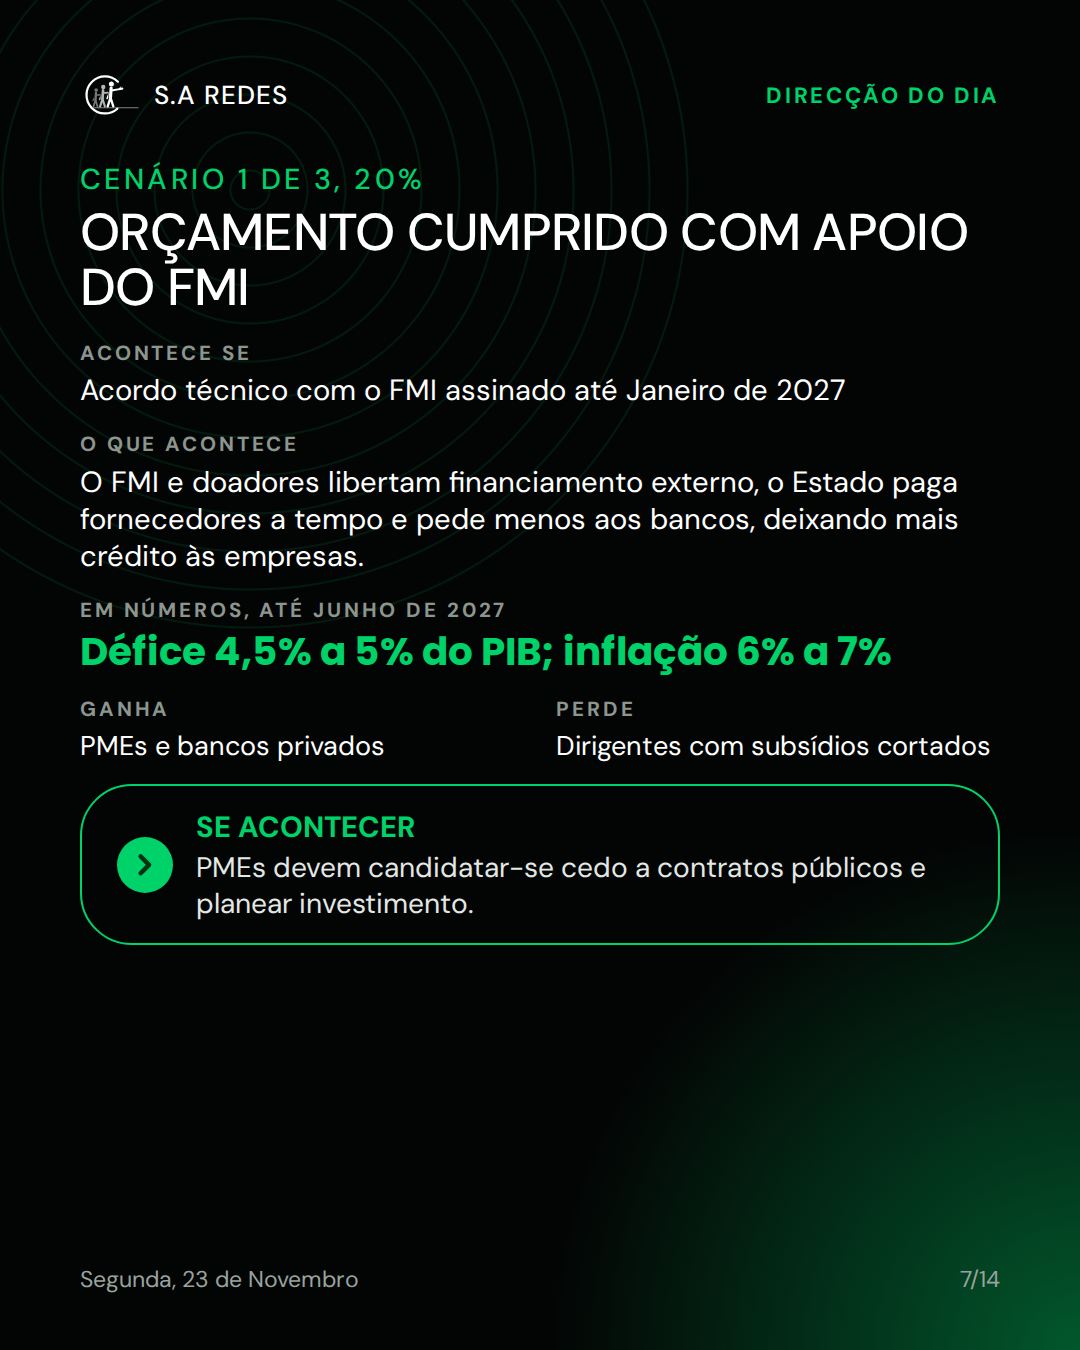 S.A REDES
DIRECÇÃO DO DIA
CENÁRIO 1 DE 3, 20%
ORÇAMENTO CUMPRIDO COM APOIO
DO FMI
ACONTECE SE
Acordo técnico com o FMI assinado até Janeiro de 2027
O QUE ACONTECE
O FMI e doadores libertam financiamento externo, o Estado paga
fornecedores a tempo e pede menos aos bancos, deixando mais
crédito às empresas.
EM NÚMEROS, ATÉ JUNHO DE 2027
Défice 4,5% a 5% do PIB; inflação 6% a 7%
GANHA
PMEs e bancos privados
PERDE
Dirigentes com subsídios cortados
SE ACONTECER
PMEs devem candidatar-se cedo a contratos públicos e
planear investimento.
Segunda, 23 de Novembro
7/14